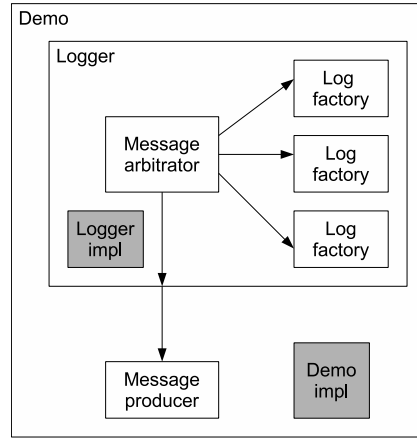 Demo
Logger
Log
factory
Message
arbitrator
Log
factory
Log
factory
Logger
impl
Message
producer
Demo
impl